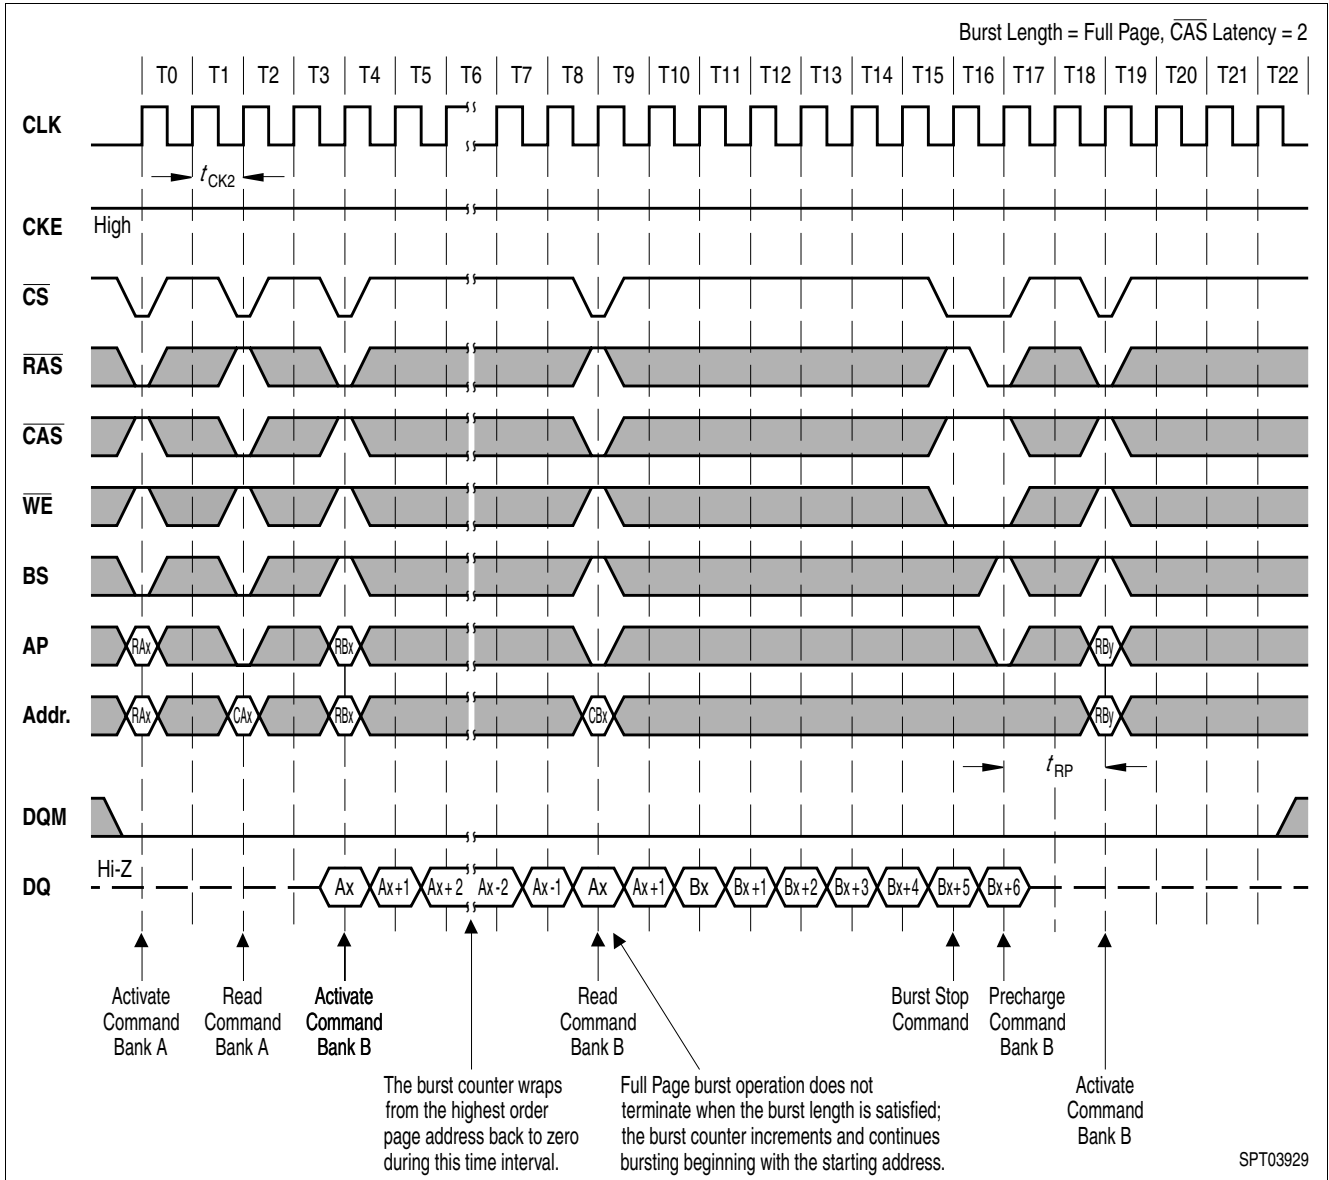 Burst Length = Full Page, CAS Latency = 2
T0 T1 T2 T3 T4 T5 T6 T7 T8 T9 T10 T11 T12 T13 T14 T15 T16 T17 T18 T19 T20 T21 T22
CLK
tCK2
CKE High
CS
RAS
CAS
WE
BS
AP RAx RBx RBy
Addr. RAx CAx RBx CBx RBy
tRP
DQM
Hi-Z
DQ Ax Ax+1 Ax+2 Ax-2 Ax-1 Ax Ax+1 Bx Bx+1 Bx+2 Bx+3 Bx+4 Bx+5 Bx+6
Activate Command Bank A
Read Command Bank A
Activate Command Bank B
Read Command Bank B
Burst Stop Command
Precharge Command Bank B
Activate Command Bank B
The burst counter wraps
from the highest order
page address back to zero
during this time interval.
Full Page burst operation does not
terminate when the burst length is satisfied;
the burst counter increments and continues
bursting beginning with the starting address.
SPT03929